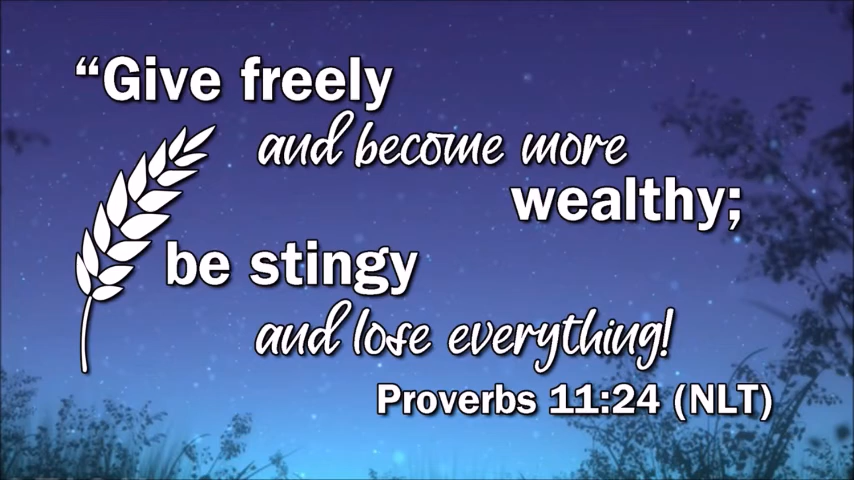 “Give freely
and become more
wealthy;
be stingy
and lose everything!
Proverbs 11:24 (NLT)